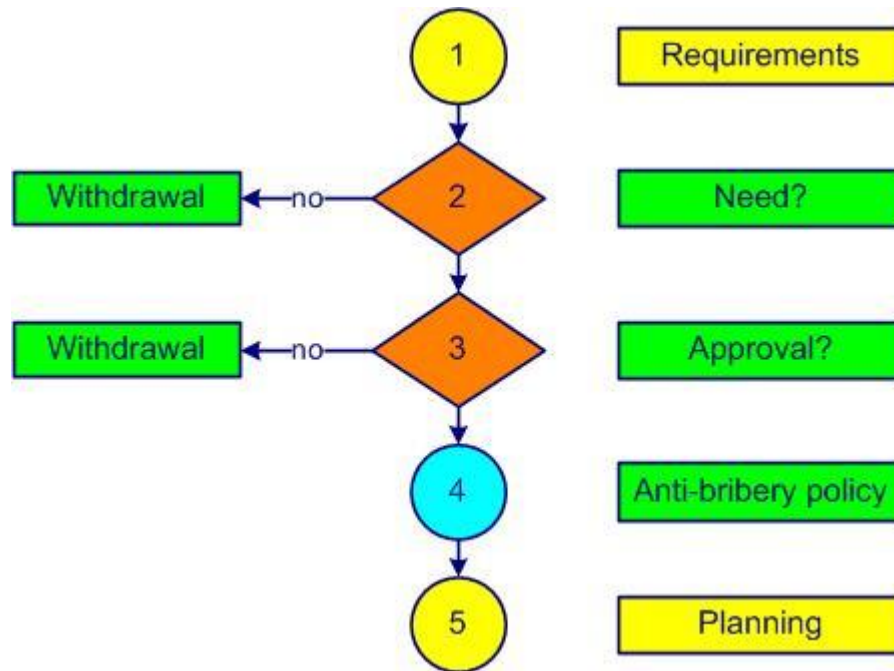 1
Requirements
Withdrawal
no
2
Need?
Withdrawal
no
3
Approval?
4
Anti-bribery policy
5
Planning